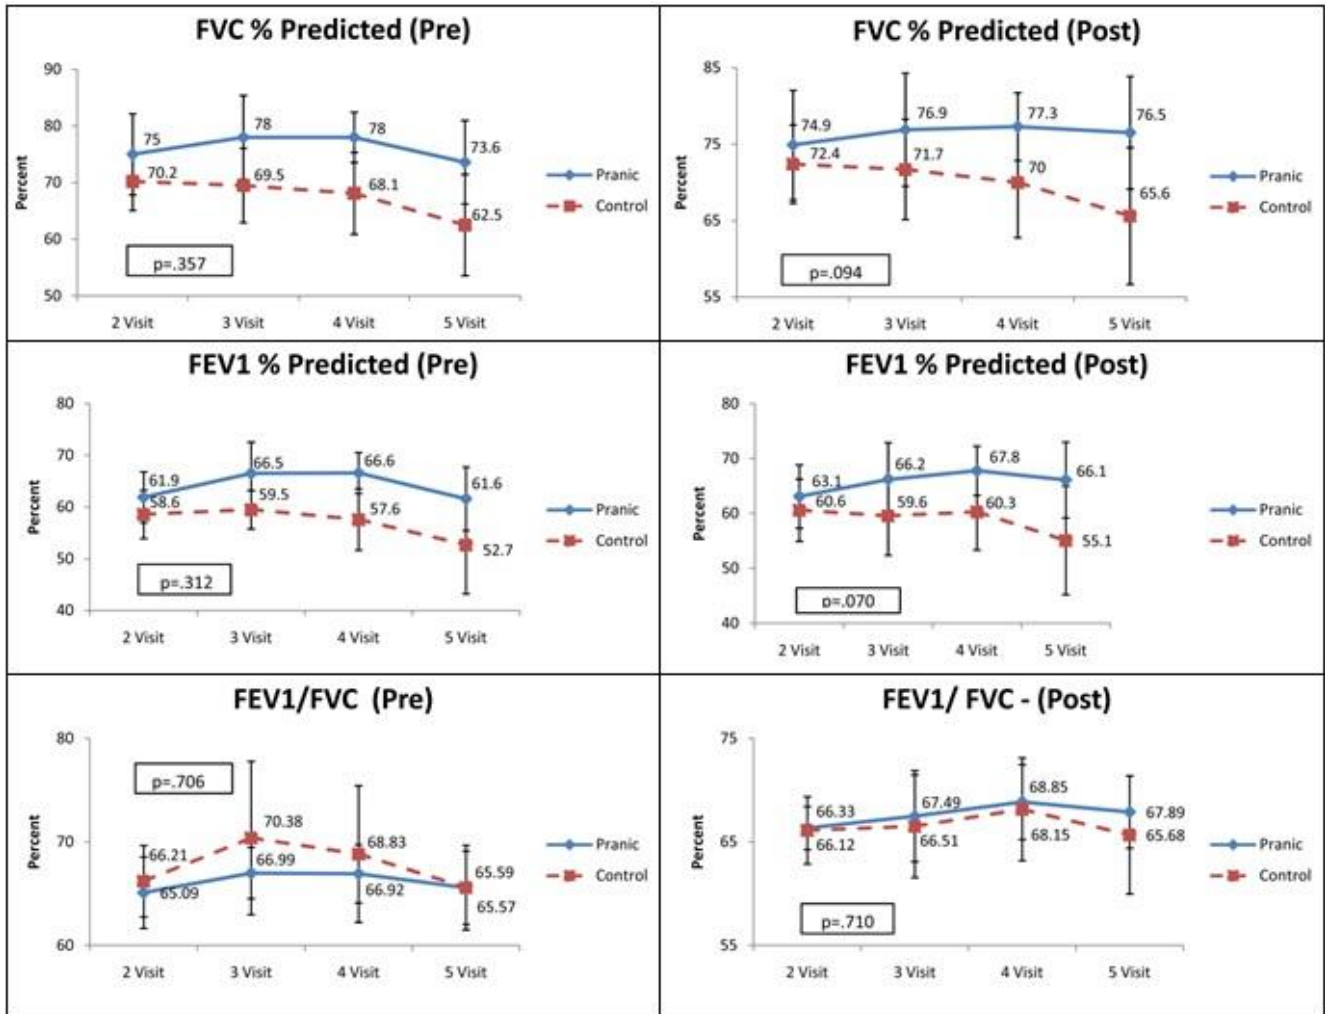 FVC % Predicted (Pre)
90
80
70
60
50
Percent
75
78
78
73.6
70.2
69.5
68.1
62.5
Pranic
Control
p=.357
2 Visit 3 Visit 4 Visit 5 Visit
FVC % Predicted (Post)
85
75
65
55
Percent
74.9
76.9
77.3
76.5
72.4
71.7
70
65.6
Pranic
Control
p=.094
2 Visit 3 Visit 4 Visit 5 Visit
FEV1 % Predicted (Pre)
80
70
60
50
40
Percent
61.9
66.5
66.6
61.6
58.6
59.5
57.6
52.7
Pranic
Control
p=.312
2 Visit 3 Visit 4 Visit 5 Visit
FEV1 % Predicted (Post)
80
70
60
50
40
Percent
63.1
66.2
67.8
66.1
60.6
59.6
60.3
55.1
Pranic
Control
p=.070
2 Visit 3 Visit 4 Visit 5 Visit
FEV1/FVC (Pre)
80
70
60
Percent
p=.706
66.21
70.38
68.83
65.59
65.09
66.99
66.92
65.57
Pranic
Control
2 Visit 3 Visit 4 Visit 5 Visit
FEV1/ FVC - (Post)
75
65
55
Percent
66.33
67.49
68.85
67.89
66.12
66.51
68.15
65.68
Pranic
Control
p=.710
2 Visit 3 Visit 4 Visit 5 Visit